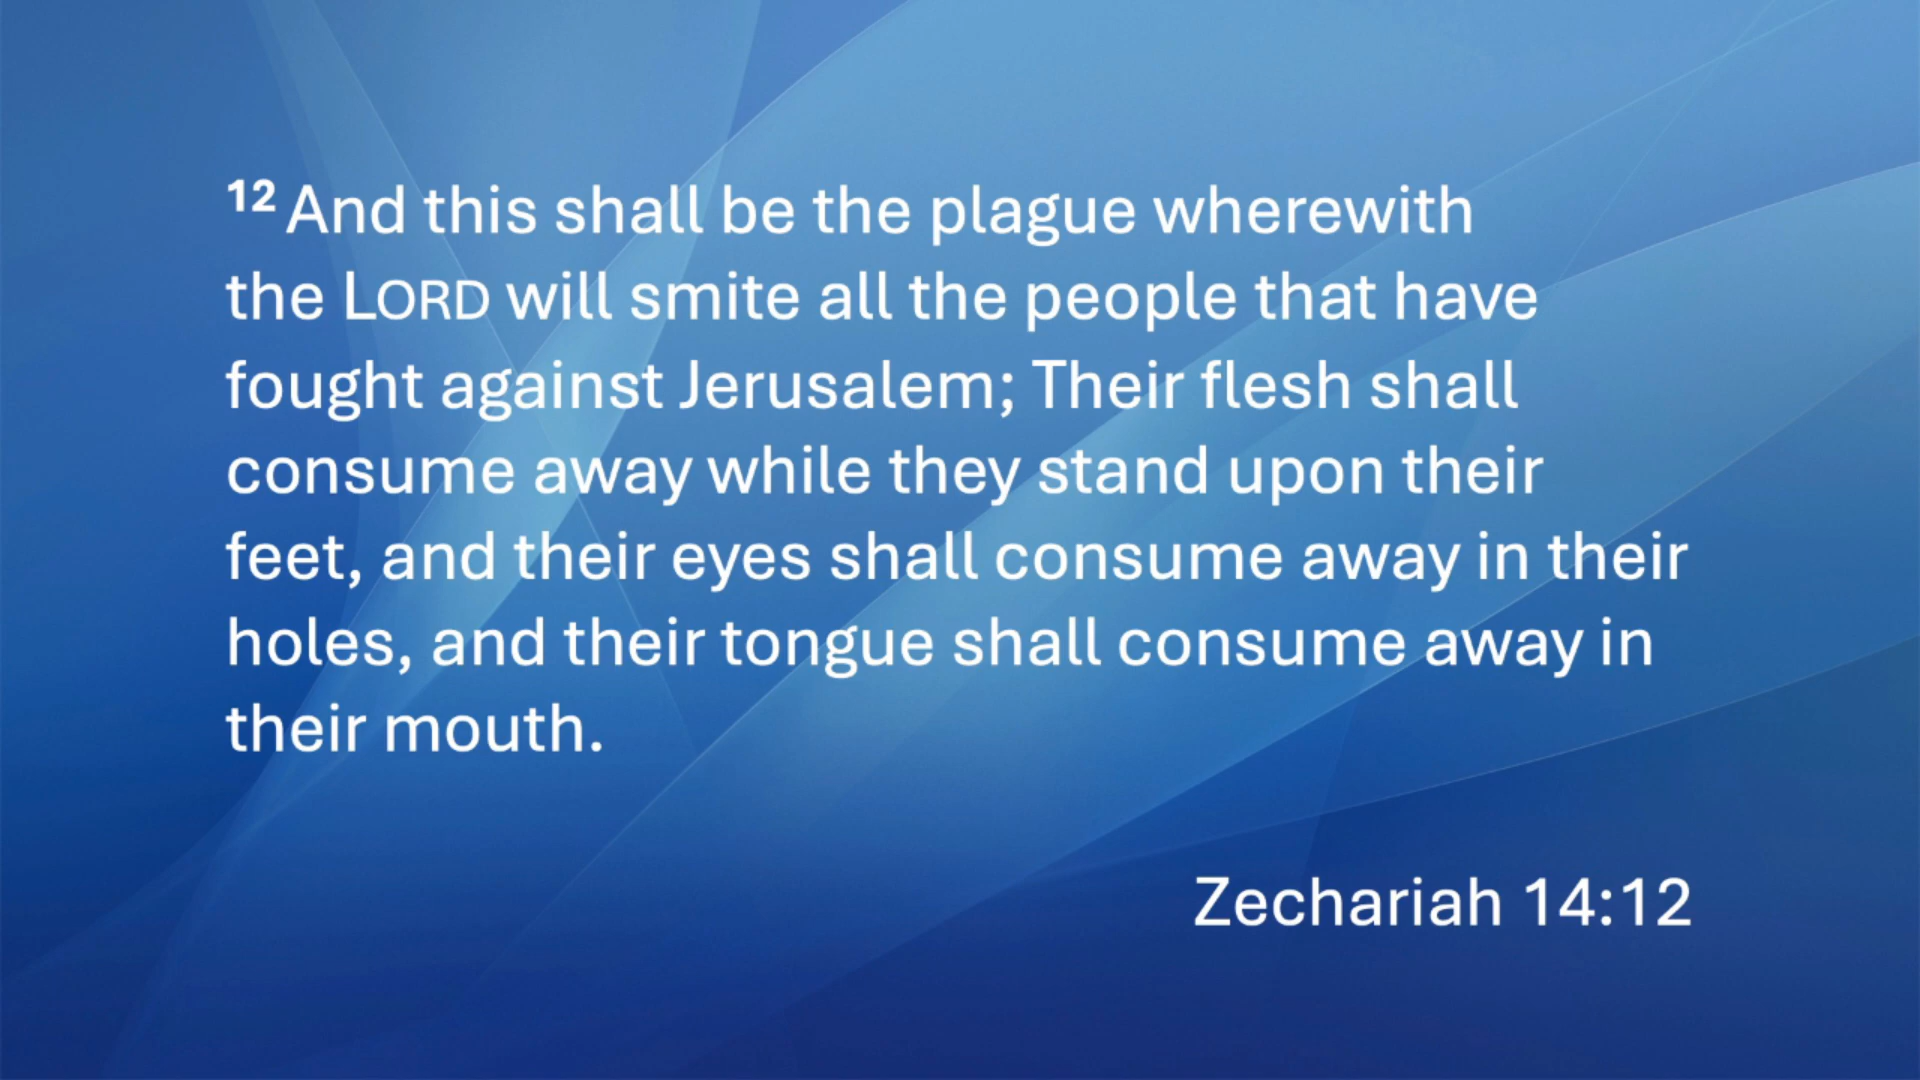 12 And this shall be the plague wherewith
the LORD will smite all the people that have
fought against Jerusalem; Their flesh shall
consume away while they stand upon their
feet, and their eyes shall consume away in their
holes, and their tongue shall consume away in
their mouth.
Zechariah 14:12